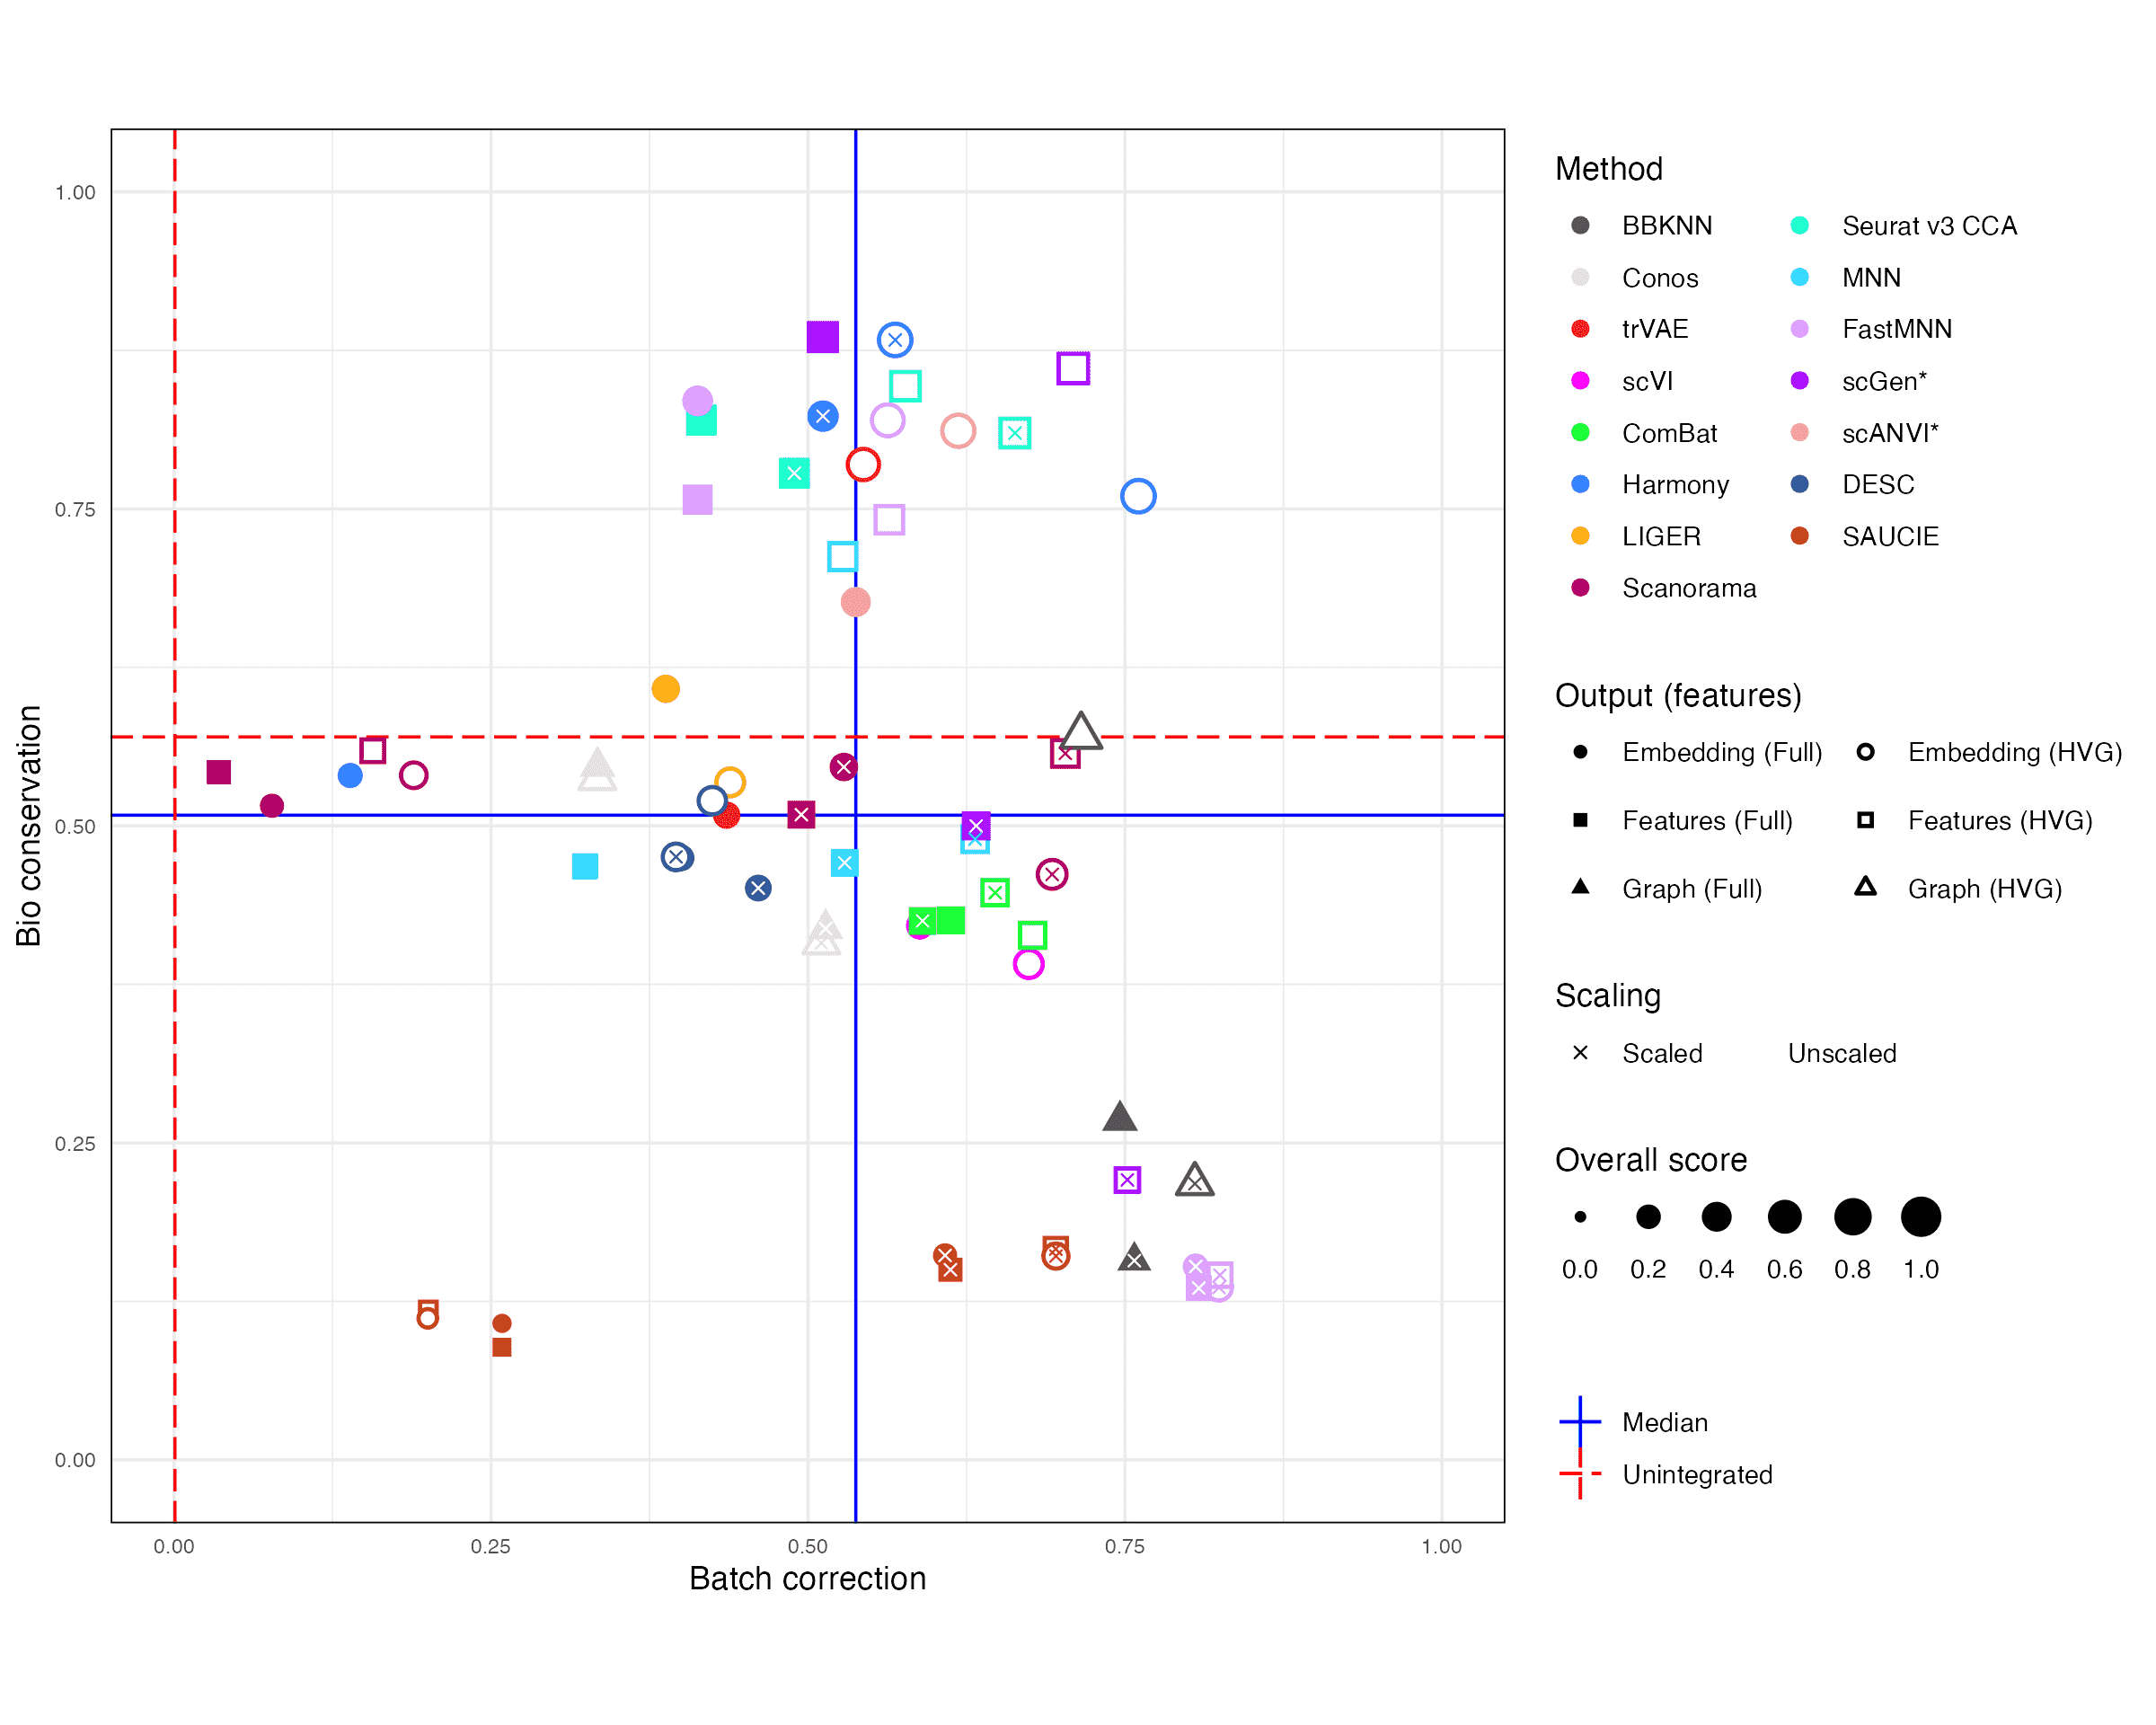 1.00
0.75
0.50
0.25
0.00
Bio conservation
0.00 0.25 0.50 0.75 1.00
Batch correction
Method
BBKNN Seurat v3 CCA
Conos MNN
trVAE FastMNN
scVI scGen*
ComBat scANVI*
Harmony DESC
LIGER SAUCIE
Scanorama
Output (features)
Embedding (Full) Embedding (HVG)
Features (Full) Features (HVG)
Graph (Full) Graph (HVG)
Scaling
Scaled Unscaled
Overall score
0.0 0.2 0.4 0.6 0.8 1.0
Median
Unintegrated